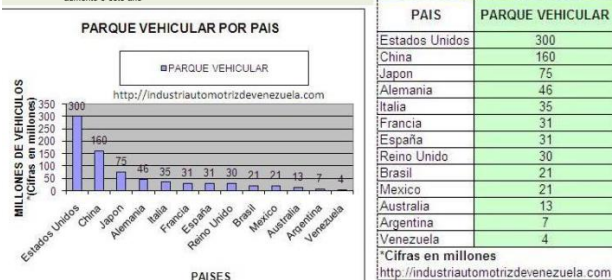 PARQUE VEHICULAR POR PAIS
PARQUE VEHICULAR
http://industriautomotrizdevenezuela.com
MILLONES DE VEHICULOS
*(Cifras en millones)
350
300
250
200
150
100
50
0
300
160
75
46
35
31
31
30
21
21
13
7
4
Estados Unidos
China
Japon
Alemania
Italia
Francia
España
Reino Unido
Brasil
Mexico
Australia
Argentina
Venezuela
PAISES
PAIS PARQUE VEHICULAR
Estados Unidos 300
China 160
Japon 75
Alemania 46
Italia 35
Francia 31
España 31
Reino Unido 30
Brasil 21
Mexico 21
Australia 13
Argentina 7
Venezuela 4
*Cifras en millones
http://industriautomotrizdevenezuela.com